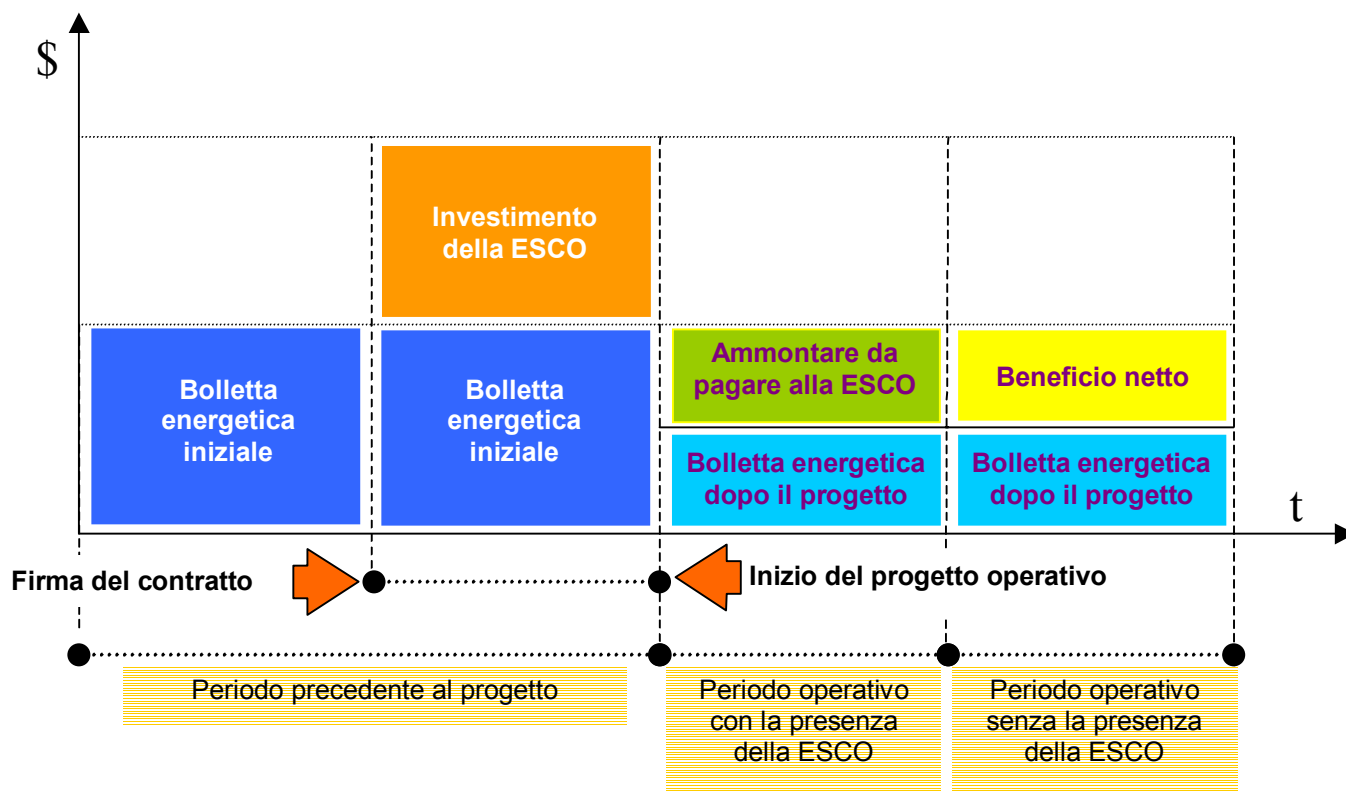 $
Investimento
della ESCO
Bolletta
energetica
iniziale
Bolletta
energetica
iniziale
Ammontare da
pagare alla ESCO
Beneficio netto
Bolletta energetica
dopo il progetto
Bolletta energetica
dopo il progetto
t
Firma del contratto
Inizio del progetto operativo
Periodo precedente al progetto
Periodo operativo
con la presenza
della ESCO
Periodo operativo
senza la presenza
della ESCO